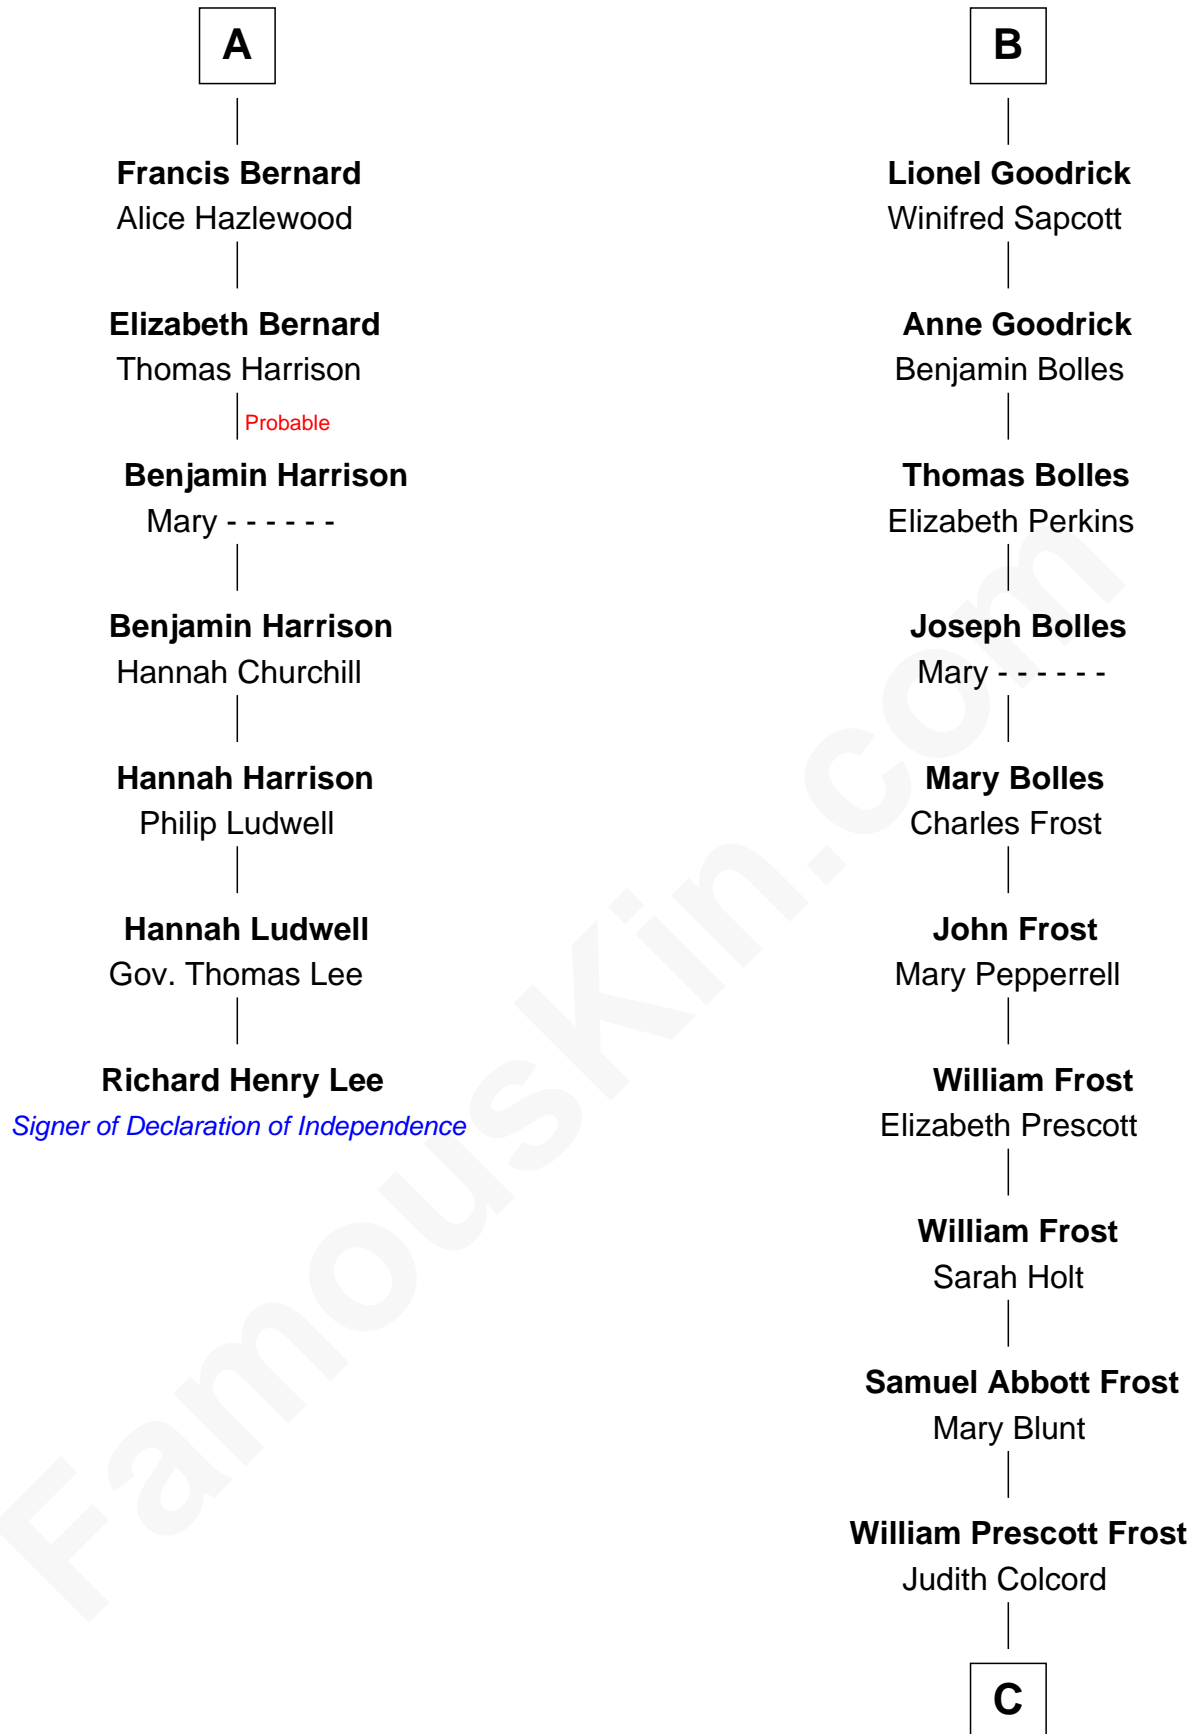 A
Francis Bernard
Alice Hazlewood
Elizabeth Bernard
Thomas Harrison
Probable
Benjamin Harrison
Mary - - - - - -
Benjamin Harrison
Hannah Churchill
Hannah Harrison
Philip Ludwell
Hannah Ludwell
Gov. Thomas Lee
Richard Henry Lee
Signer of Declaration of Independence
B
Lionel Goodrick
Winifred Sapcott
Anne Goodrick
Benjamin Bolles
Thomas Bolles
Elizabeth Perkins
Joseph Bolles
Mary - - - - - -
Mary Bolles
Charles Frost
John Frost
Mary Pepperrell
William Frost
Elizabeth Prescott
William Frost
Sarah Holt
Samuel Abbott Frost
Mary Blunt
William Prescott Frost
Judith Colcord
C
FamousKin.com